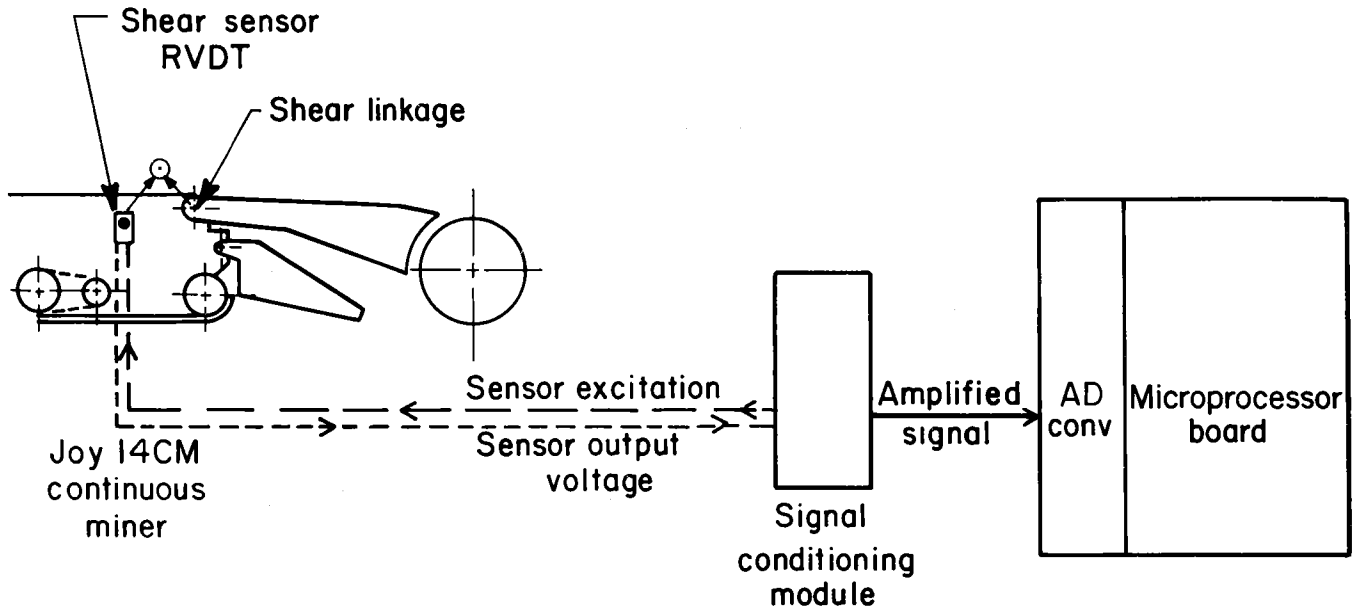 Shear sensor
RVDT
Shear linkage
Sensor excitation
Sensor output
voltage
Joy 14CM
continuous
miner
Signal
conditioning
module
Amplified
signal
AD
conv
Microprocessor
board